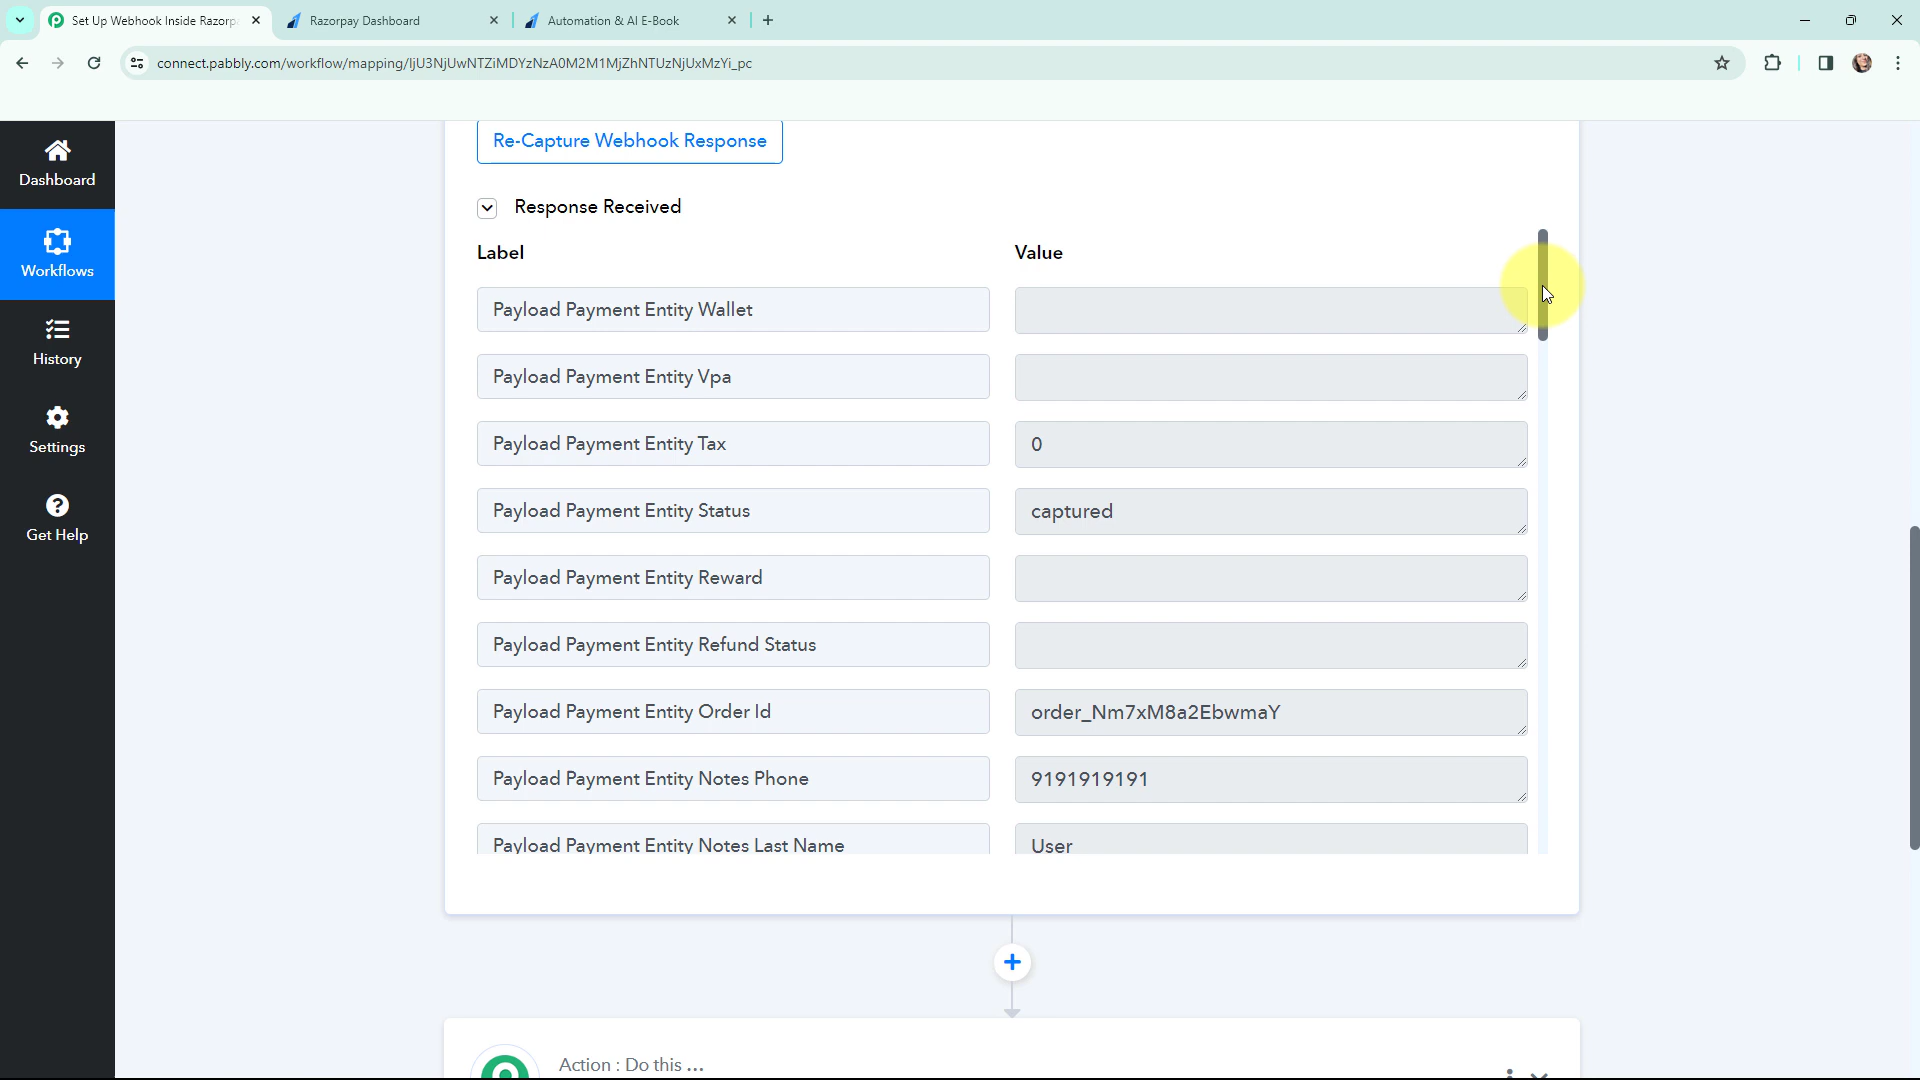 Set Up Webhook Inside Razorp
Razorpay Dashboard
Automation & AI E-Book
connect.pabbly.com/workflow/mapping/IjU3NjUwNTZiMDYzNzA0M2M1MjZhNTUzNjUxMzYi_pc
Dashboard
Workflows
History
Settings
Get Help
Re-Capture Webhook Response
Response Received
Label Value
Payload Payment Entity Wallet
Payload Payment Entity Vpa
Payload Payment Entity Tax 0
Payload Payment Entity Status captured
Payload Payment Entity Reward
Payload Payment Entity Refund Status
Payload Payment Entity Order Id order_Nm7xM8a2EbwmaY
Payload Payment Entity Notes Phone 9191919191
Payload Payment Entity Notes Last Name User
Action : Do this ...